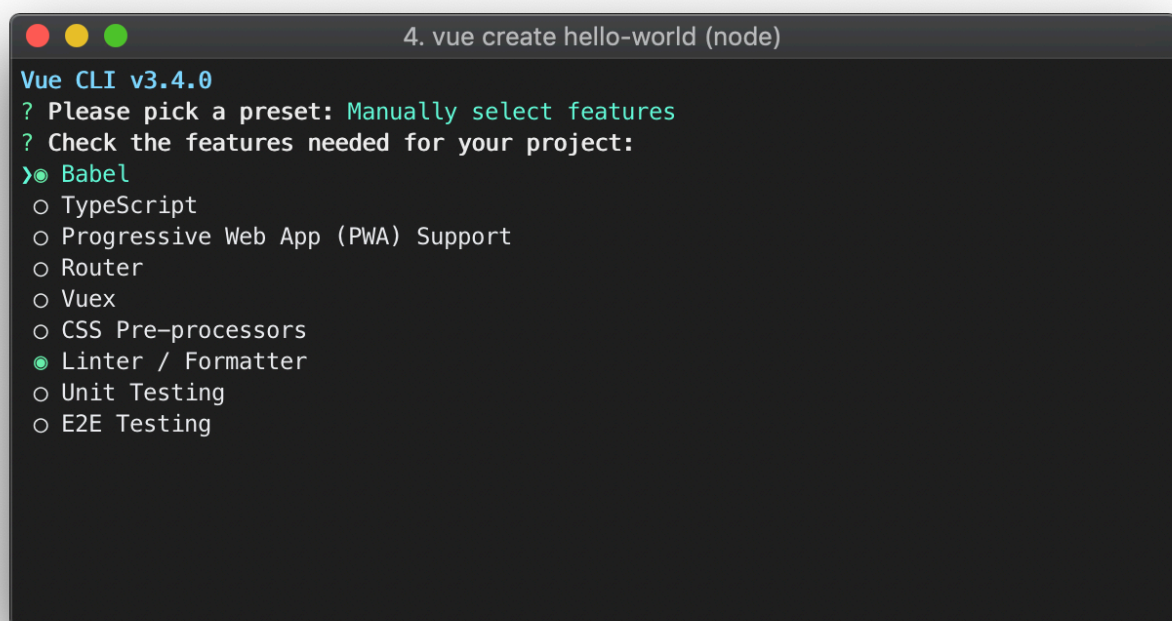 4. vue create hello-world (node)
Vue CLI v3.4.0
? Please pick a preset: Manually select features
? Check the features needed for your project:
❯◉ Babel
◯ TypeScript
◯ Progressive Web App (PWA) Support
◯ Router
◯ Vuex
◯ CSS Pre-processors
◉ Linter / Formatter
◯ Unit Testing
◯ E2E Testing